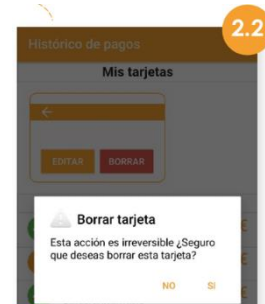 2.2
Histórico de pagos
Mis tarjetas
EDITAR BORRAR
Borrar tarjeta
Esta acción es irreversible ¿Seguro
que deseas borrar esta tarjeta?
NO SI
€
€
€